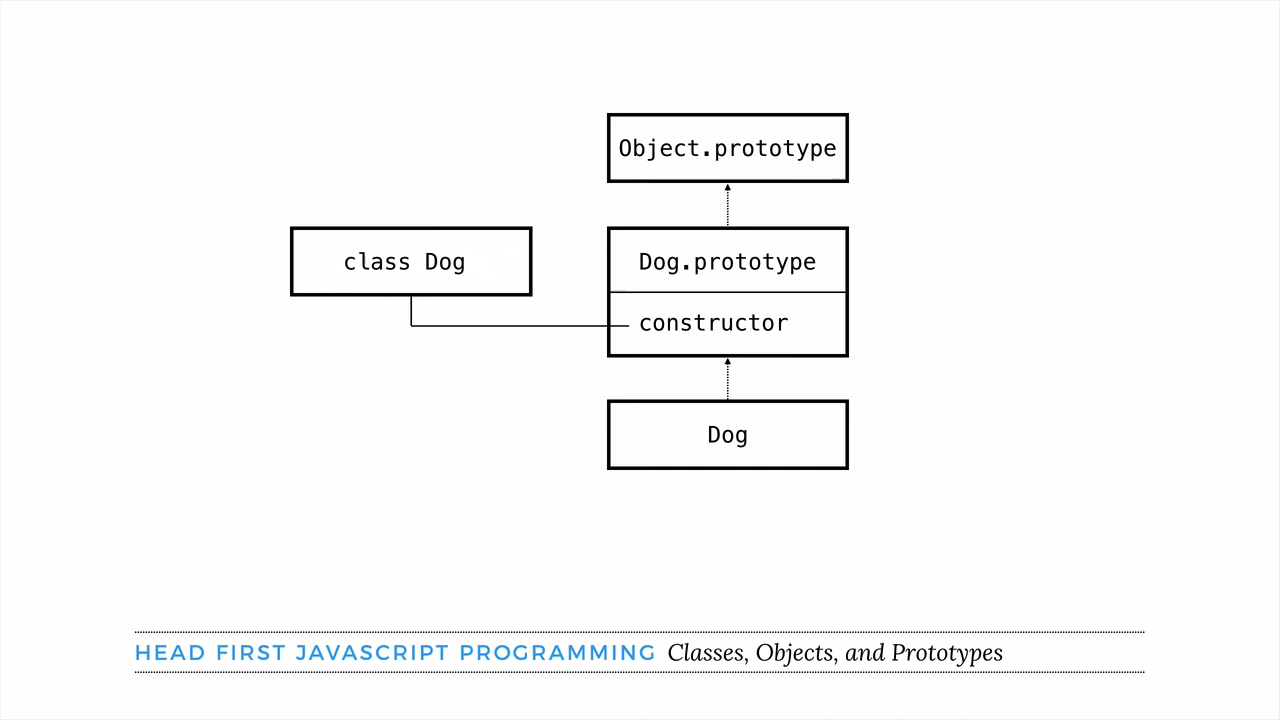 Object.prototype
class Dog
Dog.prototype
constructor
Dog
HEAD FIRST JAVASCRIPT PROGRAMMING Classes, Objects, and Prototypes